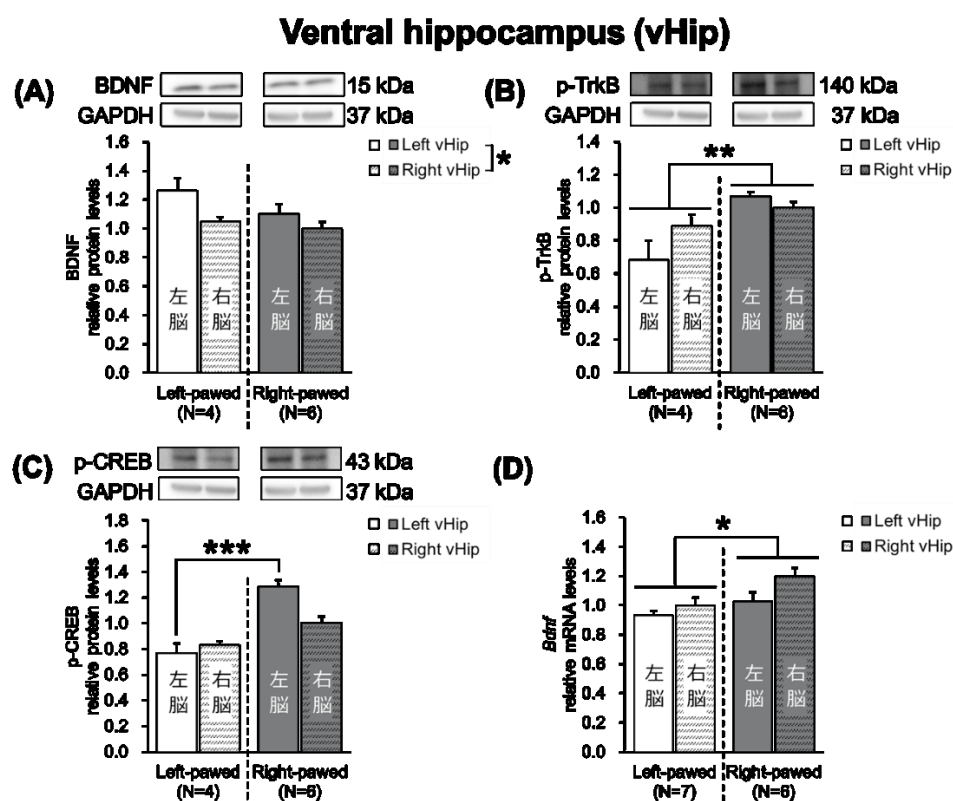 Ventral hippocampus (vHip)
(A)
BDNF
15 kDa
GAPDH
37 kDa
Left vHip
Right vHip
*
BDNF
relative protein levels
1.6
1.4
1.2
1.0
0.8
0.6
0.4
0.2
0.0
左脳
右脳
左脳
右脳
Left-pawed
(N=4)
Right-pawed
(N=6)
(B)
p-TrkB
140 kDa
GAPDH
37 kDa
Left vHip
Right vHip
**
p-TrkB
relative protein levels
1.4
1.2
1.0
0.8
0.6
0.4
0.2
0.0
左脳
右脳
左脳
右脳
Left-pawed
(N=4)
Right-pawed
(N=6)
(C)
p-CREB
43 kDa
GAPDH
37 kDa
Left vHip
Right vHip
***
p-CREB
relative protein levels
1.8
1.6
1.4
1.2
1.0
0.8
0.6
0.4
0.2
0.0
左脳
右脳
左脳
右脳
Left-pawed
(N=4)
Right-pawed
(N=6)
(D)
Left vHip
Right vHip
*
Bdnf
relative mRNA levels
1.6
1.4
1.2
1.0
0.8
0.6
0.4
0.2
0.0
左脳
右脳
左脳
右脳
Left-pawed
(N=7)
Right-pawed
(N=6)